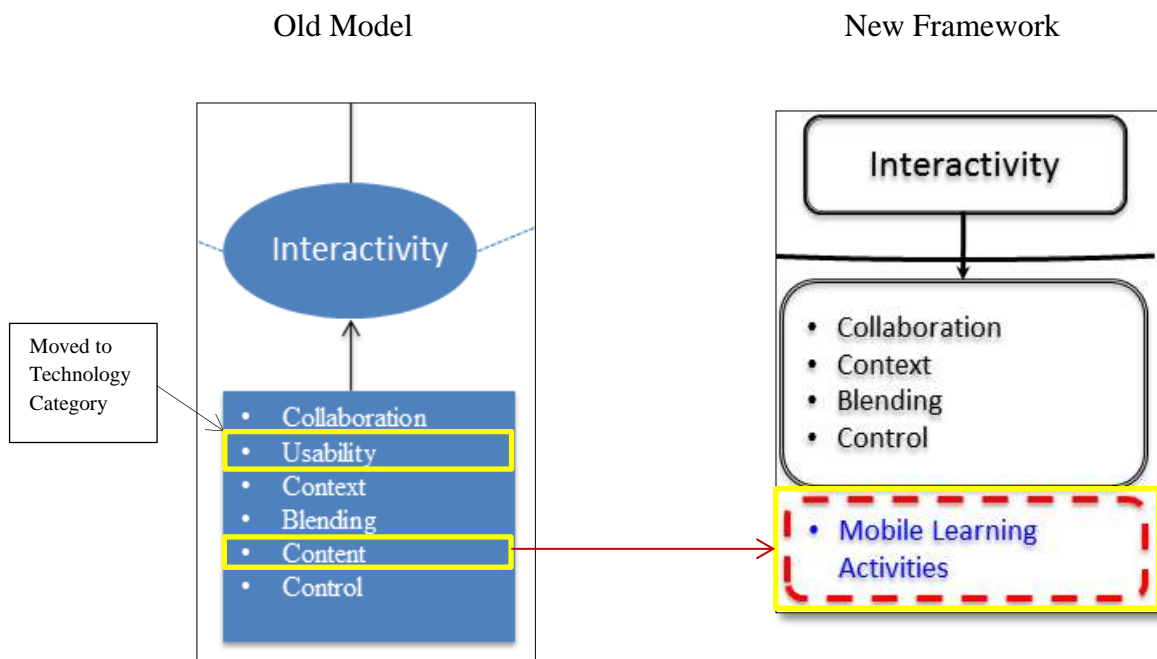 Old Model
New Framework
Interactivity
Moved to
Technology
Category
• Collaboration
• Usability
• Context
• Blending
• Content
• Control
Interactivity
• Collaboration
• Context
• Blending
• Control
• Mobile Learning
Activities